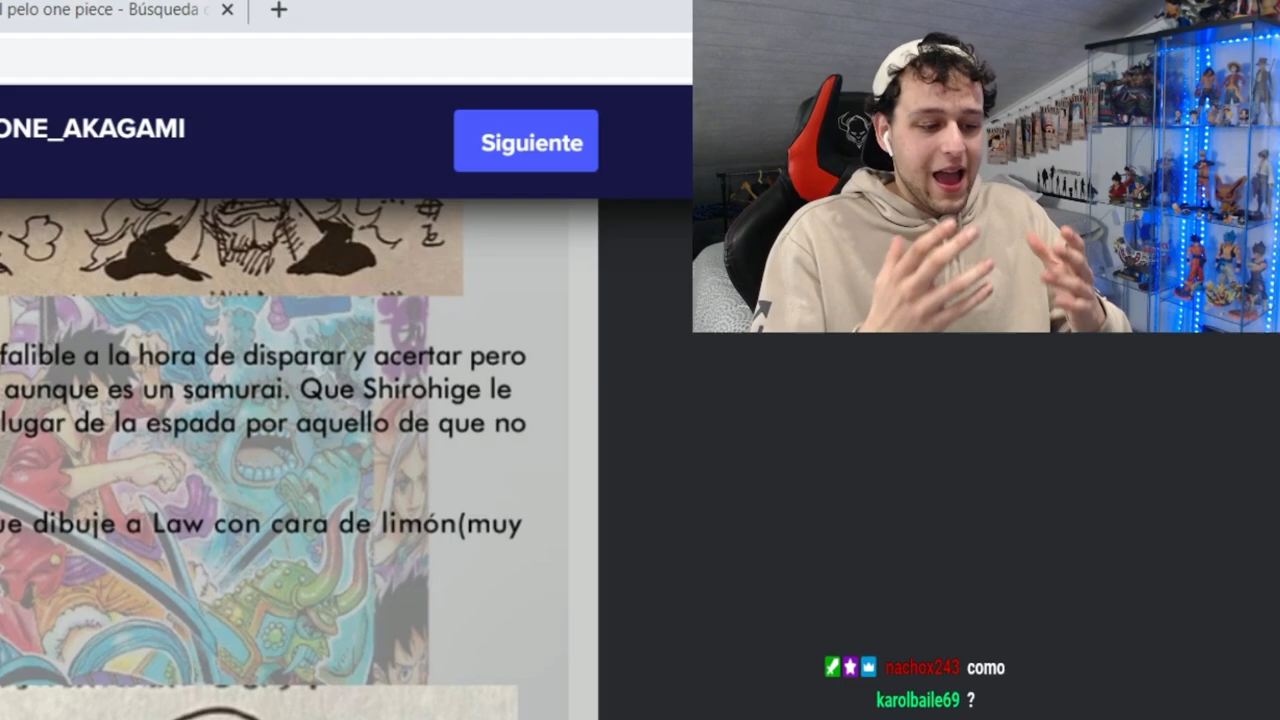 l pelo one piece - Búsqueda
ONE_AKAGAMI
Siguiente
falible a la hora de disparar y acertar pero
aunque es un samurai. Que Shirohige le
lugar de la espada por aquello de que no
ue dibuje a Law con cara de limón(muy
nachox243 como
karolbaile69 ?